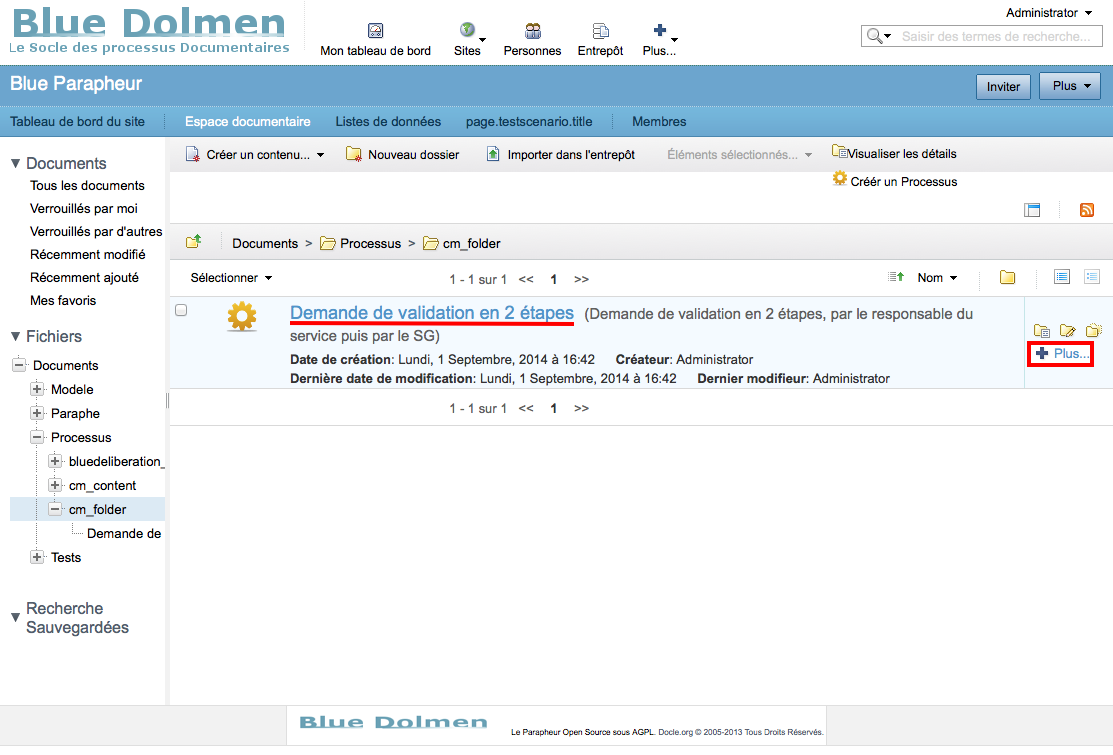 Blue Dolmen
Le Socle des processus Documentaires
Mon tableau de bord
Sites
Personnes
Entrepôt
Plus...
Administrator
Saisir des termes de recherche...
Blue Parapheur
Inviter
Plus
Tableau de bord du site
Espace documentaire
Listes de données
page.testscenario.title
Membres
Documents
Tous les documents
Verrouillés par moi
Verrouillés par d'autres
Récemment modifié
Récemment ajouté
Mes favoris
Fichiers
Documents
Modele
Paraphe
Processus
bluedeliberation_
cm_content
cm_folder
Demande de
Tests
Recherche
Sauvegardées
Créer un contenu...
Nouveau dossier
Importer dans l'entrepôt
Éléments sélectionnés...
Visualiser les détails
Créér un Processus
Documents > Processus > cm_folder
Sélectionner
1 - 1 sur 1 << 1 >>
Nom
Demande de validation en 2 étapes (Demande de validation en 2 étapes, par le responsable du
service puis par le SG)
Date de création: Lundi, 1 Septembre, 2014 à 16:42 Créateur: Administrator
Dernière date de modification: Lundi, 1 Septembre, 2014 à 16:42 Dernier modifieur: Administrator
Plus...
1 - 1 sur 1 << 1 >>
Blue Dolmen
Le Parapheur Open Source sous AGPL. Docle.org © 2005-2013 Tous Droits Réservés.